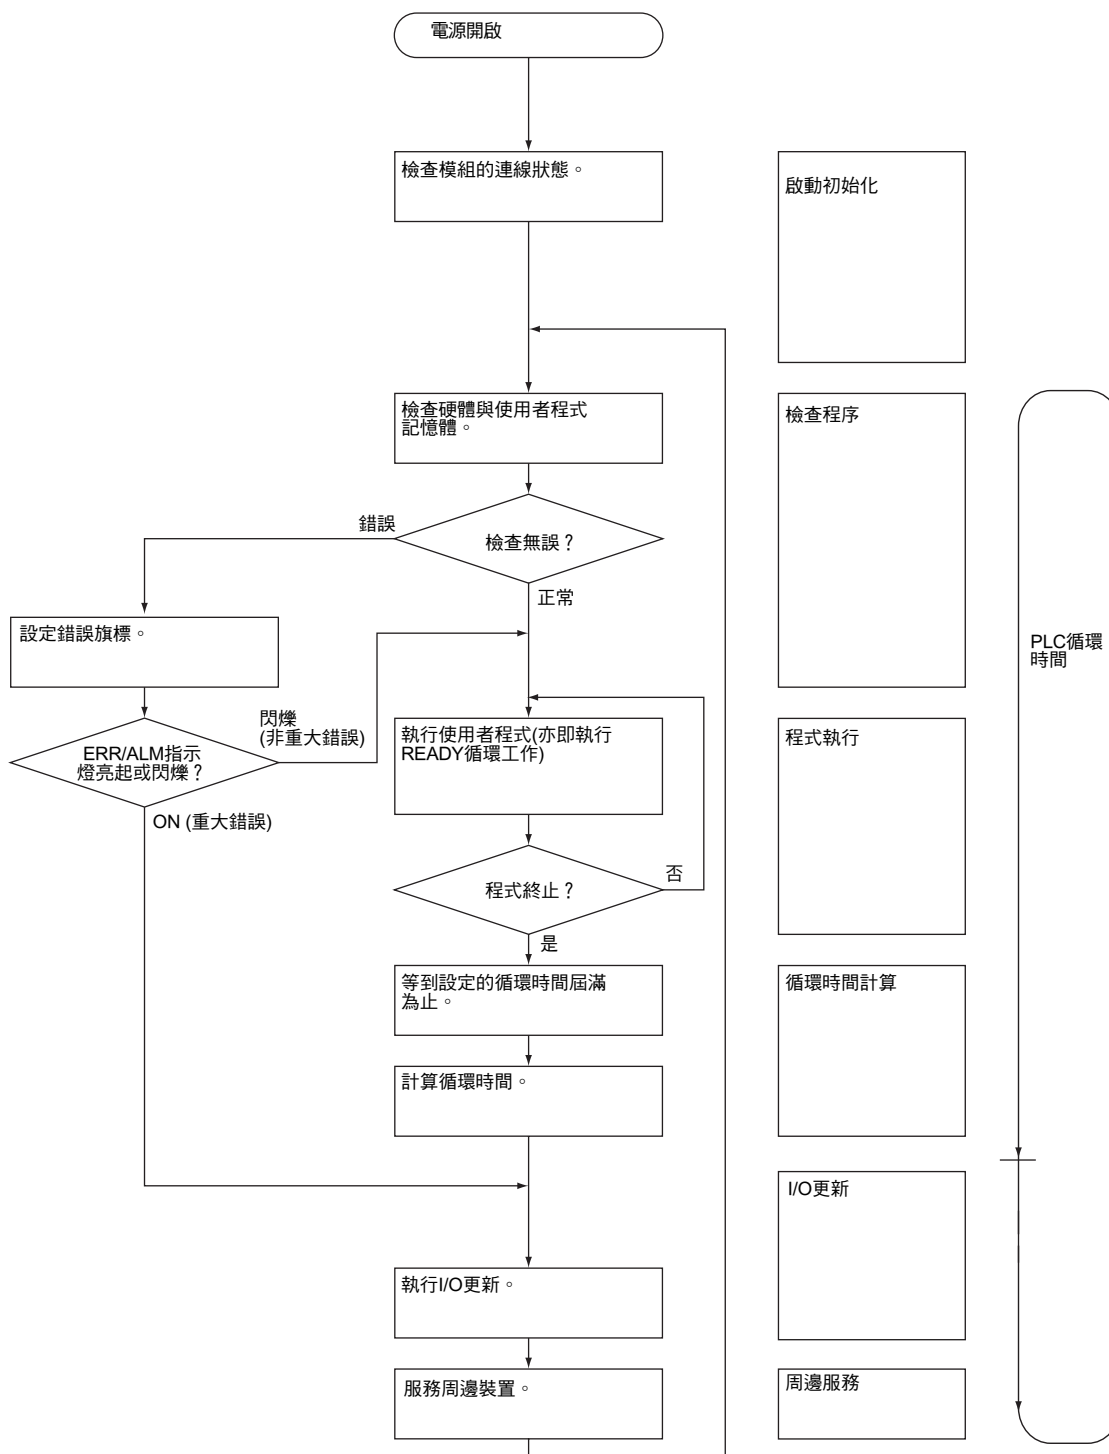 電源開啟
檢查模組的連線狀態。
啟動初始化
檢查硬體與使用者程式
記憶體。
檢查程序
錯誤
檢查無誤？
正常
設定錯誤旗標。
PLC循環
時間
閃爍
(非重大錯誤)
ERR/ALM指示
燈亮起或閃爍？
執行使用者程式(亦即執行
READY循環工作)
程式執行
ON (重大錯誤)
程式終止？
否
是
等到設定的循環時間屆滿
為止。
循環時間計算
計算循環時間。
I/O更新
執行I/O更新。
服務周邊裝置。
周邊服務